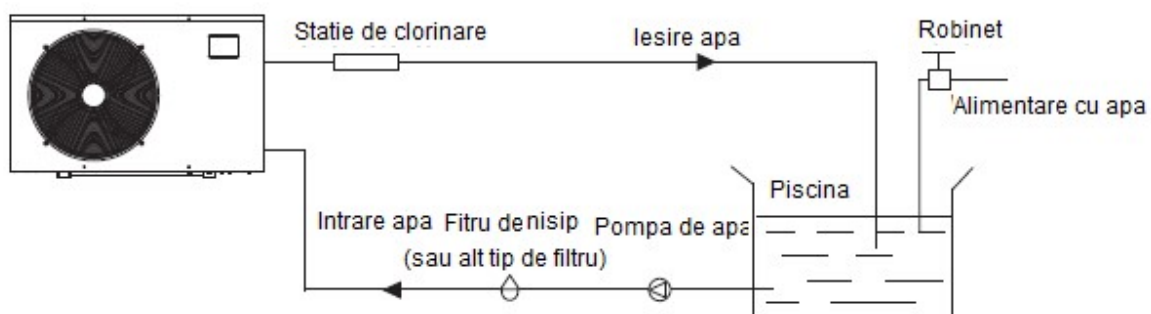 Statie de clorinare
Iesire apa
Robinet
Alimentare cu apa
Piscina
Intrare apa
Fitru de nisip
(sau alt tip de filtru)
Pompa de apa